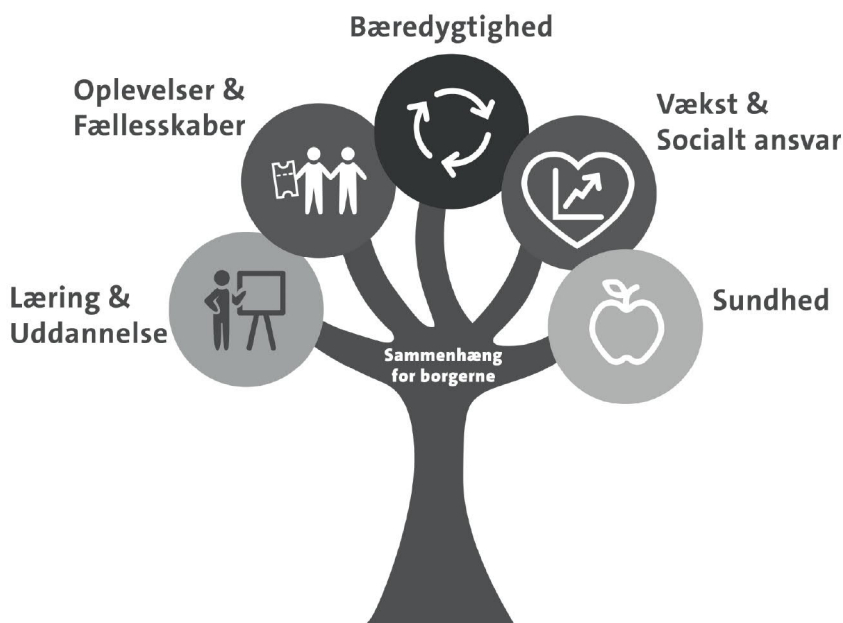 Bæredygtighed
Oplevelser &
Fællesskaber
Vækst &
Socialt ansvar
Læring &
Uddannelse
Sundhed
Sammenhæng
for borgerne